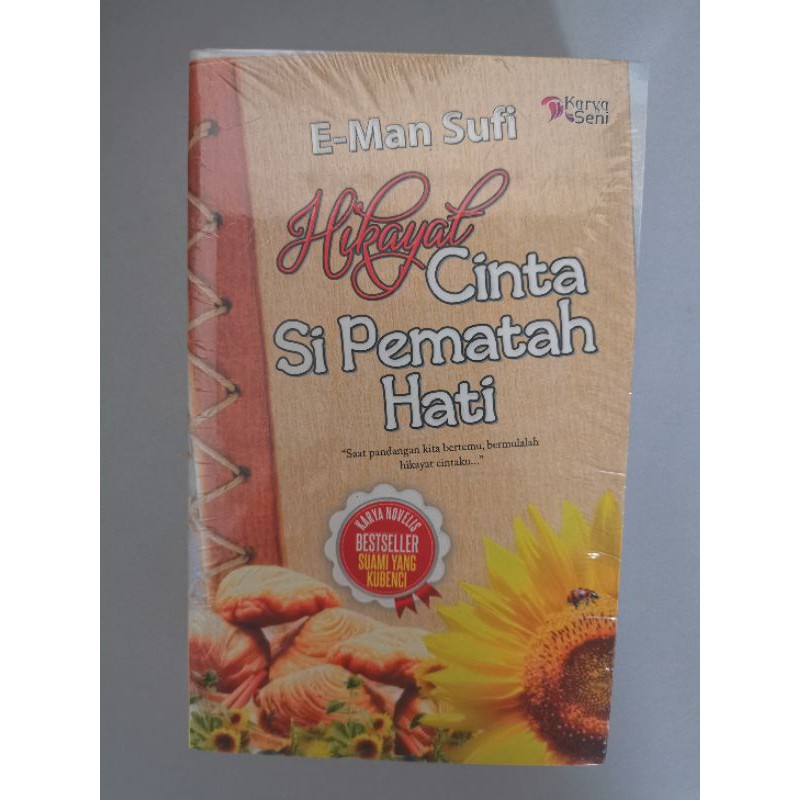 E-Man Sufi
Karya
Seni
Hikayat
Cinta
Si Pematah
Hati
"Saat pandangan kita bertemu, bermulalah
hikayat cintaku..."
KARYA NOVELIS
BESTSELLER
SUAMI YANG
KUBENCI